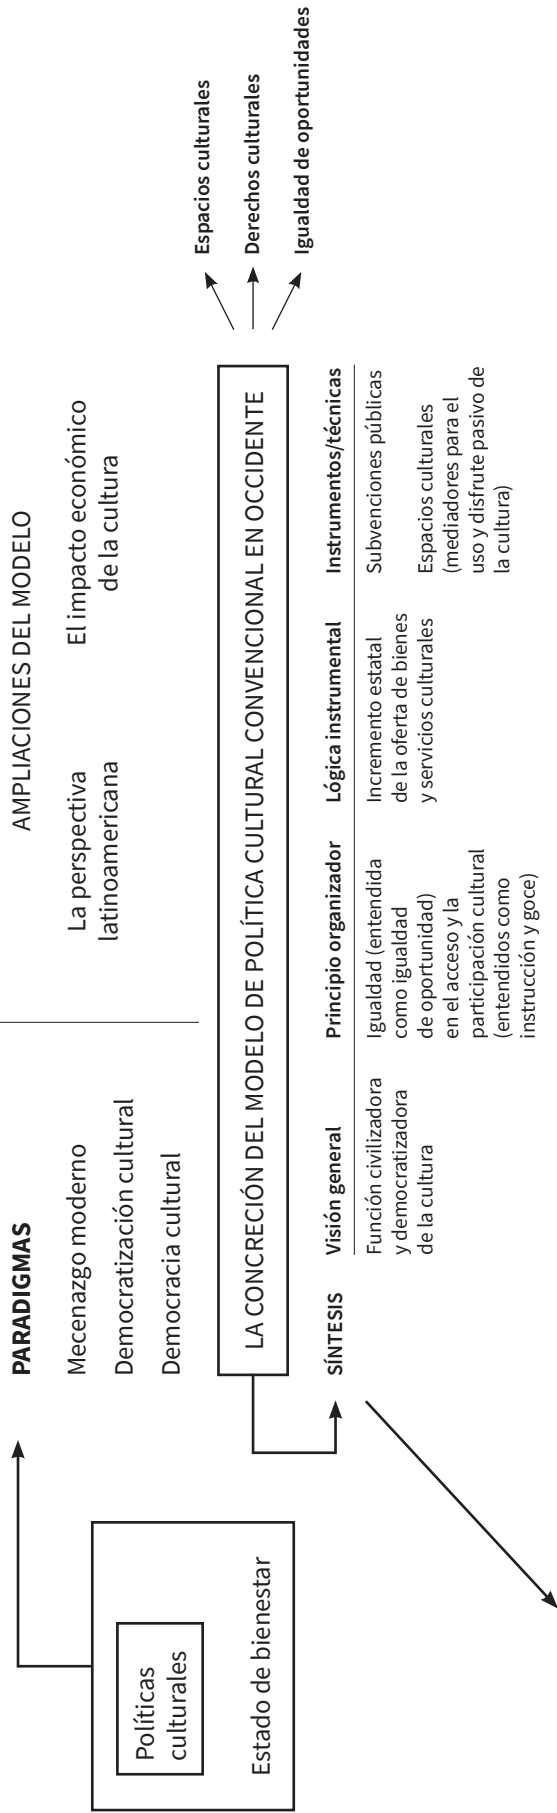 PARADIGMAS
Mecenazgo moderno
Democratización cultural
Democracia cultural
AMPLIACIONES DEL MODELO
La perspectiva
latinoamericana
El impacto económico
de la cultura
Políticas
culturales
Estado de bienestar
LA CONCRECIÓN DEL MODELO DE POLÍTICA CULTURAL CONVENCIONAL EN OCCIDENTE
Espacios culturales
Derechos culturales
Igualdad de oportunidades
SÍNTESIS
Visión general
Función civilizadora
y democratizadora
de la cultura
Principio organizador
Igualdad (entendida
como igualdad
de oportunidad)
en el acceso y la
participación cultural
(entendidos como
instrucción y goce)
Lógica instrumental
Incremento estatal
de la oferta de bienes
y servicios culturales
Instrumentos/técnicas
Subvenciones públicas
Espacios culturales
(mediadores para el
uso y disfrute pasivo de
la cultura)